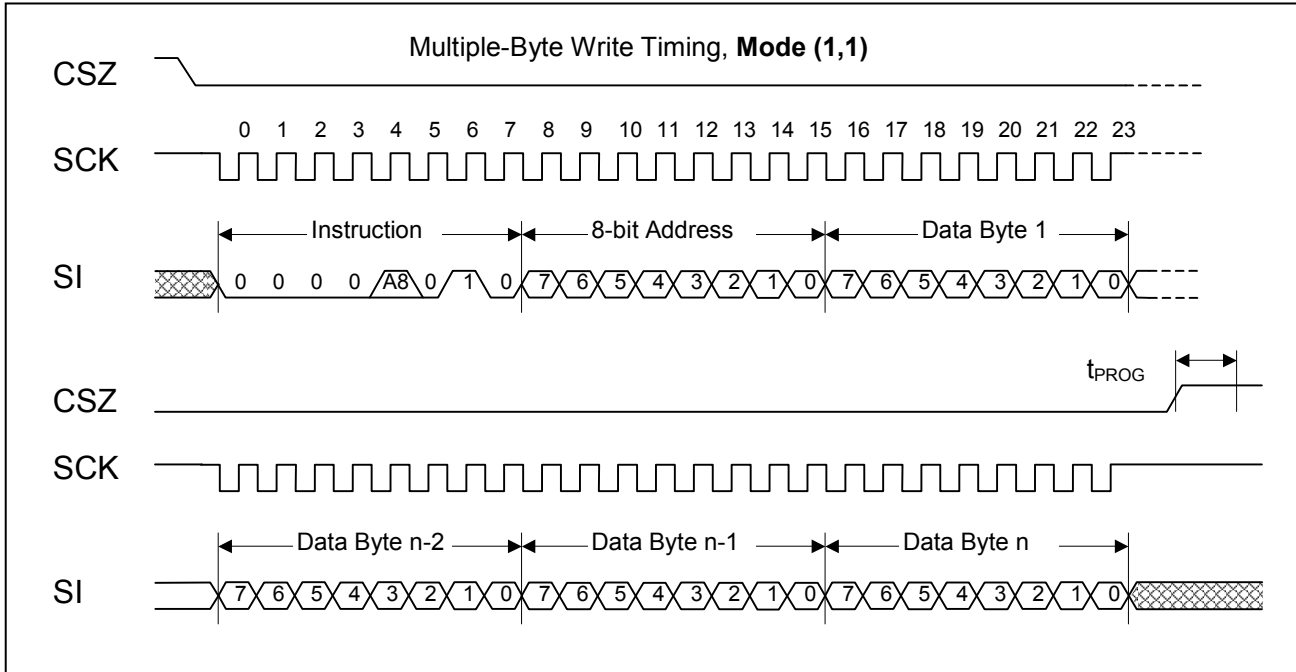 Multiple-Byte Write Timing, Mode (1,1)
CSZ
0 1 2 3 4 5 6 7 8 9 10 11 12 13 14 15 16 17 18 19 20 21 22 23
SCK
Instruction 8-bit Address Data Byte 1
SI 0 0 0 0 A8 0 1 0 7 6 5 4 3 2 1 0 7 6 5 4 3 2 1 0
tPROG
CSZ
SCK
Data Byte n-2 Data Byte n-1 Data Byte n
SI 7 6 5 4 3 2 1 0 7 6 5 4 3 2 1 0 7 6 5 4 3 2 1 0